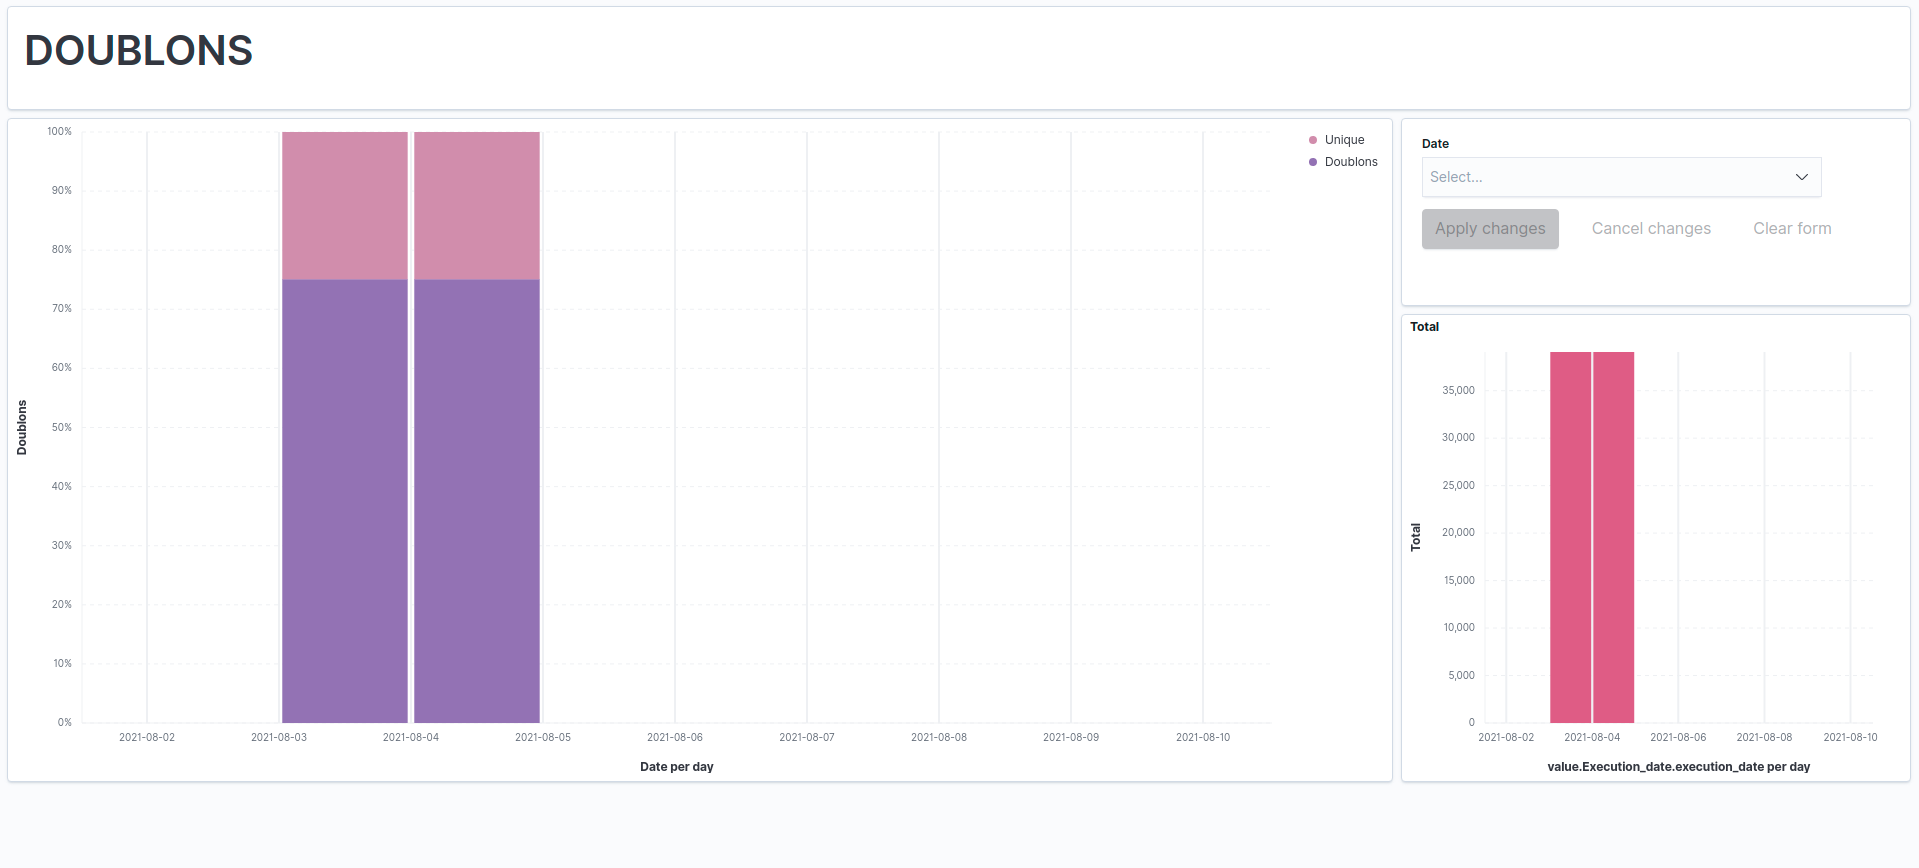 DOUBLONS
100%
90%
80%
70%
60%
50%
40%
30%
20%
10%
0%
Doublons
2021-08-02 2021-08-03 2021-08-04 2021-08-05 2021-08-06 2021-08-07 2021-08-08 2021-08-09 2021-08-10
Date per day
Unique
Doublons
Date
Select...
Apply changes Cancel changes Clear form
Total
35,000
30,000
25,000
20,000
15,000
10,000
5,000
0
Total
2021-08-02 2021-08-04 2021-08-06 2021-08-08 2021-08-10
value.Execution_date.execution_date per day